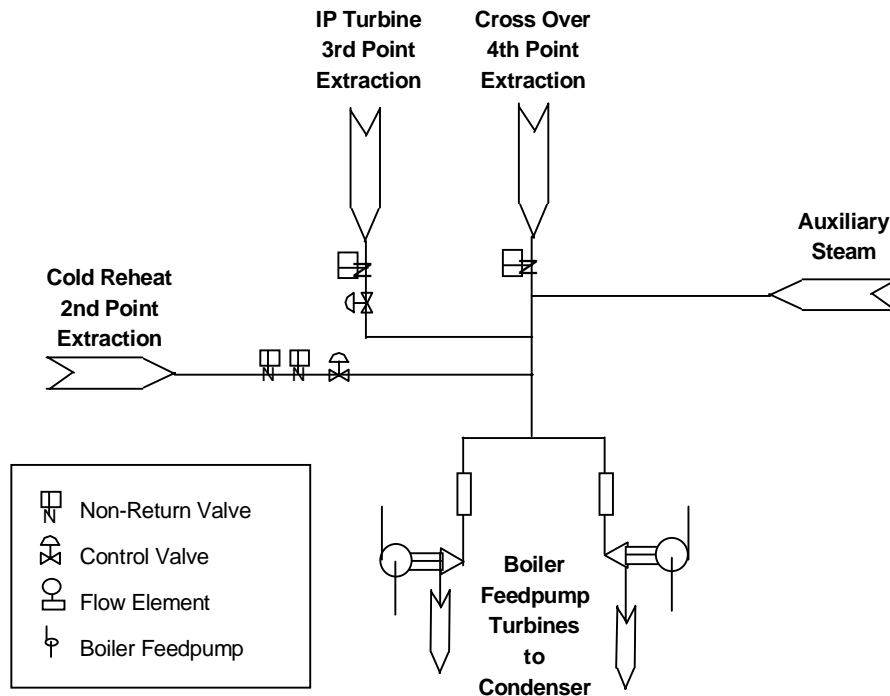 IP Turbine
3rd Point
Extraction
Cross Over
4th Point
Extraction
Auxiliary
Steam
Cold Reheat
2nd Point
Extraction
Non-Return Valve
Control Valve
Flow Element
Boiler Feedpump
Boiler
Feedpump
Turbines
to
Condenser